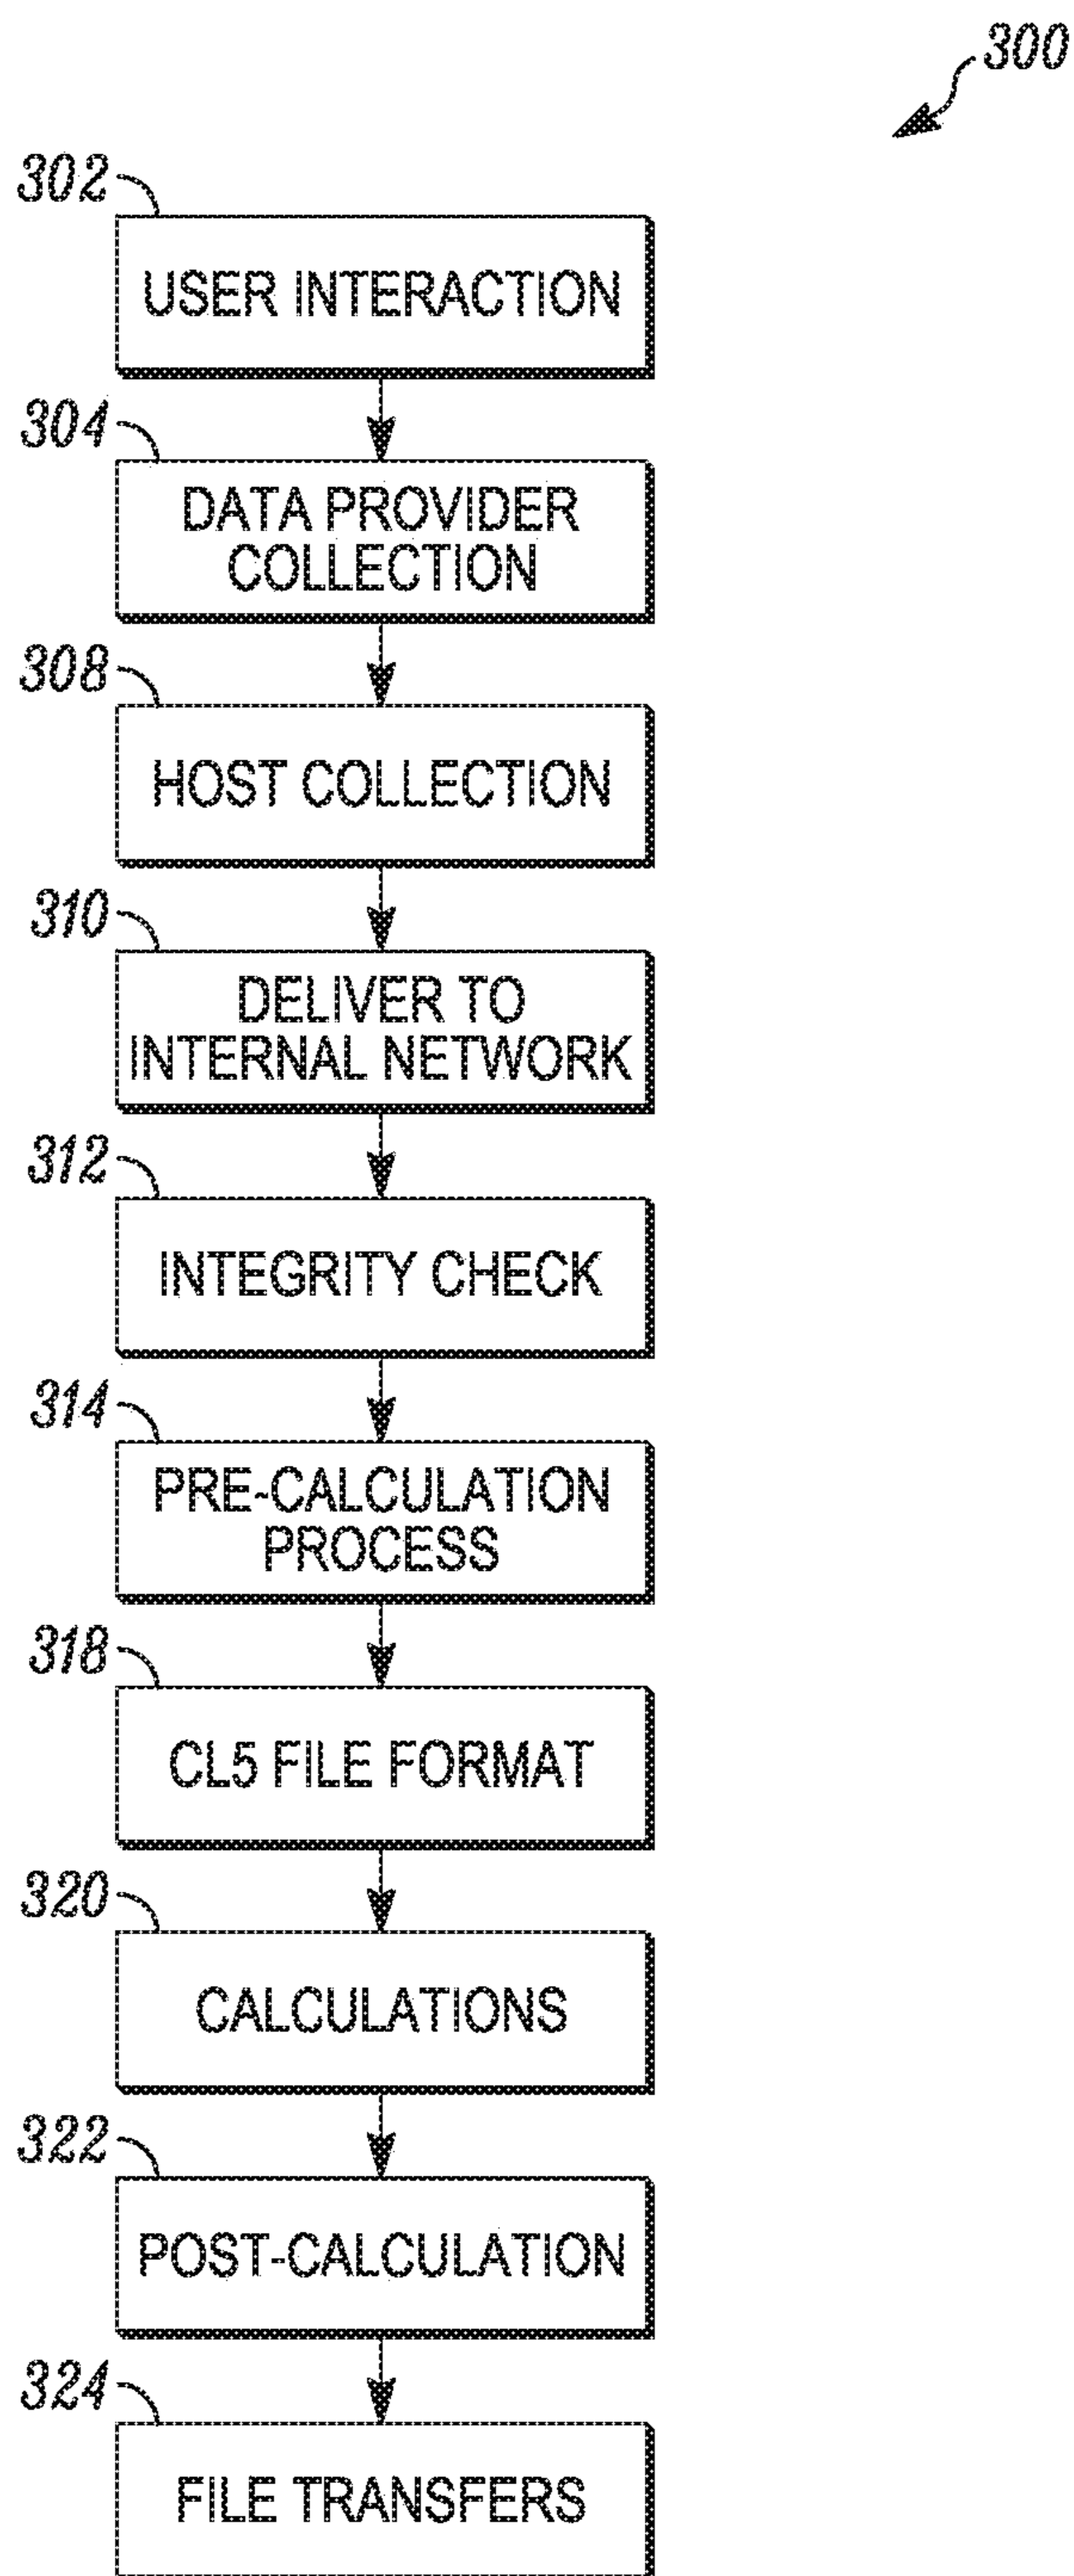 300
302
USER INTERACTION
304
DATA PROVIDER
COLLECTION
308
HOST COLLECTION
310
DELIVER TO
INTERNAL NETWORK
312
INTEGRITY CHECK
314
PRE-CALCULATION
PROCESS
318
CL5 FILE FORMAT
320
CALCULATIONS
322
POST-CALCULATION
324
FILE TRANSFERS